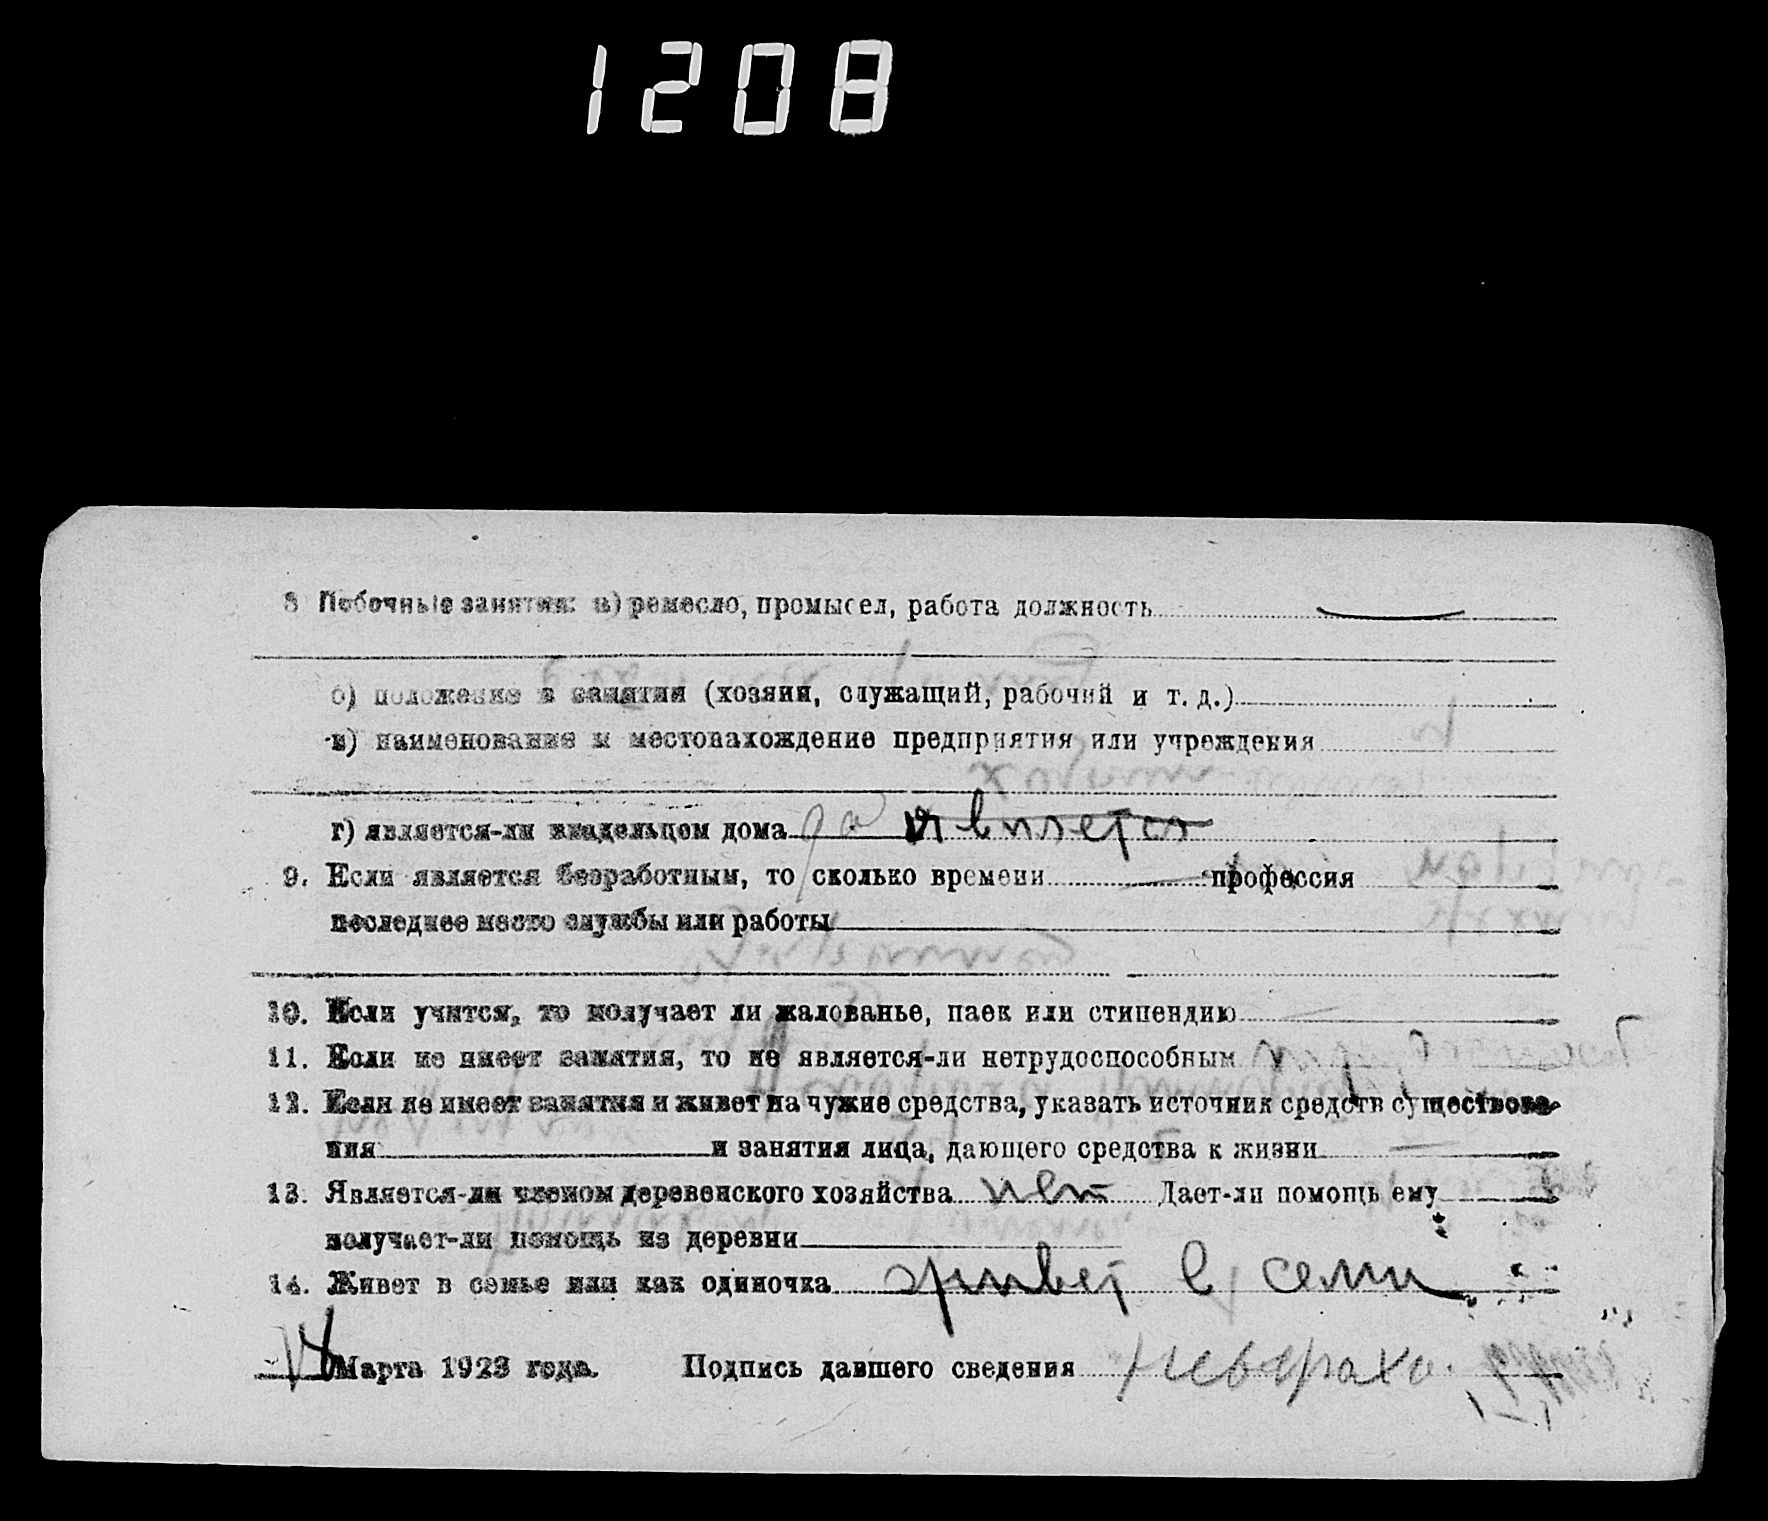 1208
8 Побочные занятия: а) ремесло, промысел, работа должность
б) положение в занятии (хозяин, служащий, рабочий и т. д.)
в) наименование и местонахождение предприятия или учреждения
г) является-ли владельцем дома да является
9. Если является безработным, то сколько времени — профессия
последнее место службы или работы
10. Если учится, то получает ли жалованье, паек или стипендию —
11. Если не имеет занятия, то не является-ли нетрудоспособным
12. Если не имеет занятия и живет на чужие средства, указать источник средств существова-
ния и занятия лица, дающего средства к жизни —
13. Является-ли членом деревенского хозяйства нет Дает-ли помощь ему
получает-ли помощь из деревни
14. Живет в семье или как одиночка живет в семи
Марта 1923 года. Подпись давшего сведения